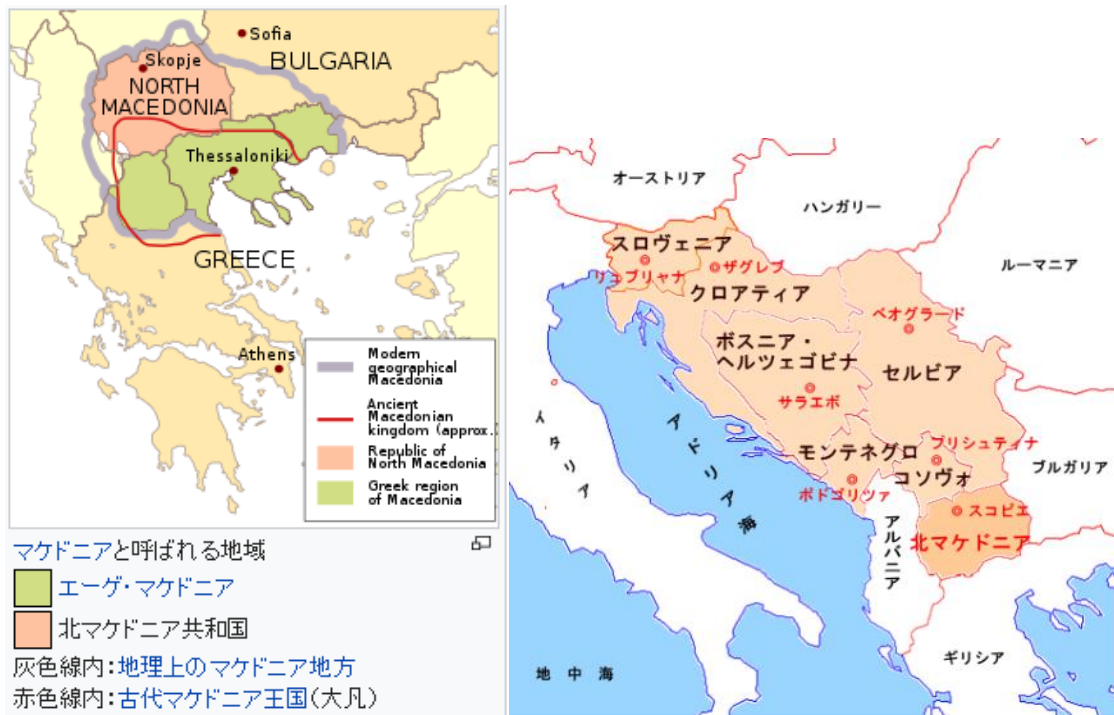 Sofia
BULGARIA
Skopje
NORTH
MACEDONIA
Thessaloniki
GREECE
Athens
Modern
geographical
Macedonia
Ancient
Macedonian
kingdom (approx.
Republic of
North Macedonia
Greek region
of Macedonia
マケドニアと呼ばれる地域
エーゲ・マケドニア
北マケドニア共和国
灰色線内：地理上のマケドニア地方
赤色線内：古代マケドニア王国(大凡)
オーストリア
ハンガリー
ルーマニア
スロヴェニア
リュブリャナ
ザグレブ
クロアティア
ベオグラード
ボスニア・
ヘルツェゴビナ
セルビア
サラエボ
イタリア
アドリア海
モンテネグロ
プリシュティナ
コソヴォ
ブルガリア
ポドゴリツァ
スコピエ
アルバニア
北マケドニア
ギリシア
地中海